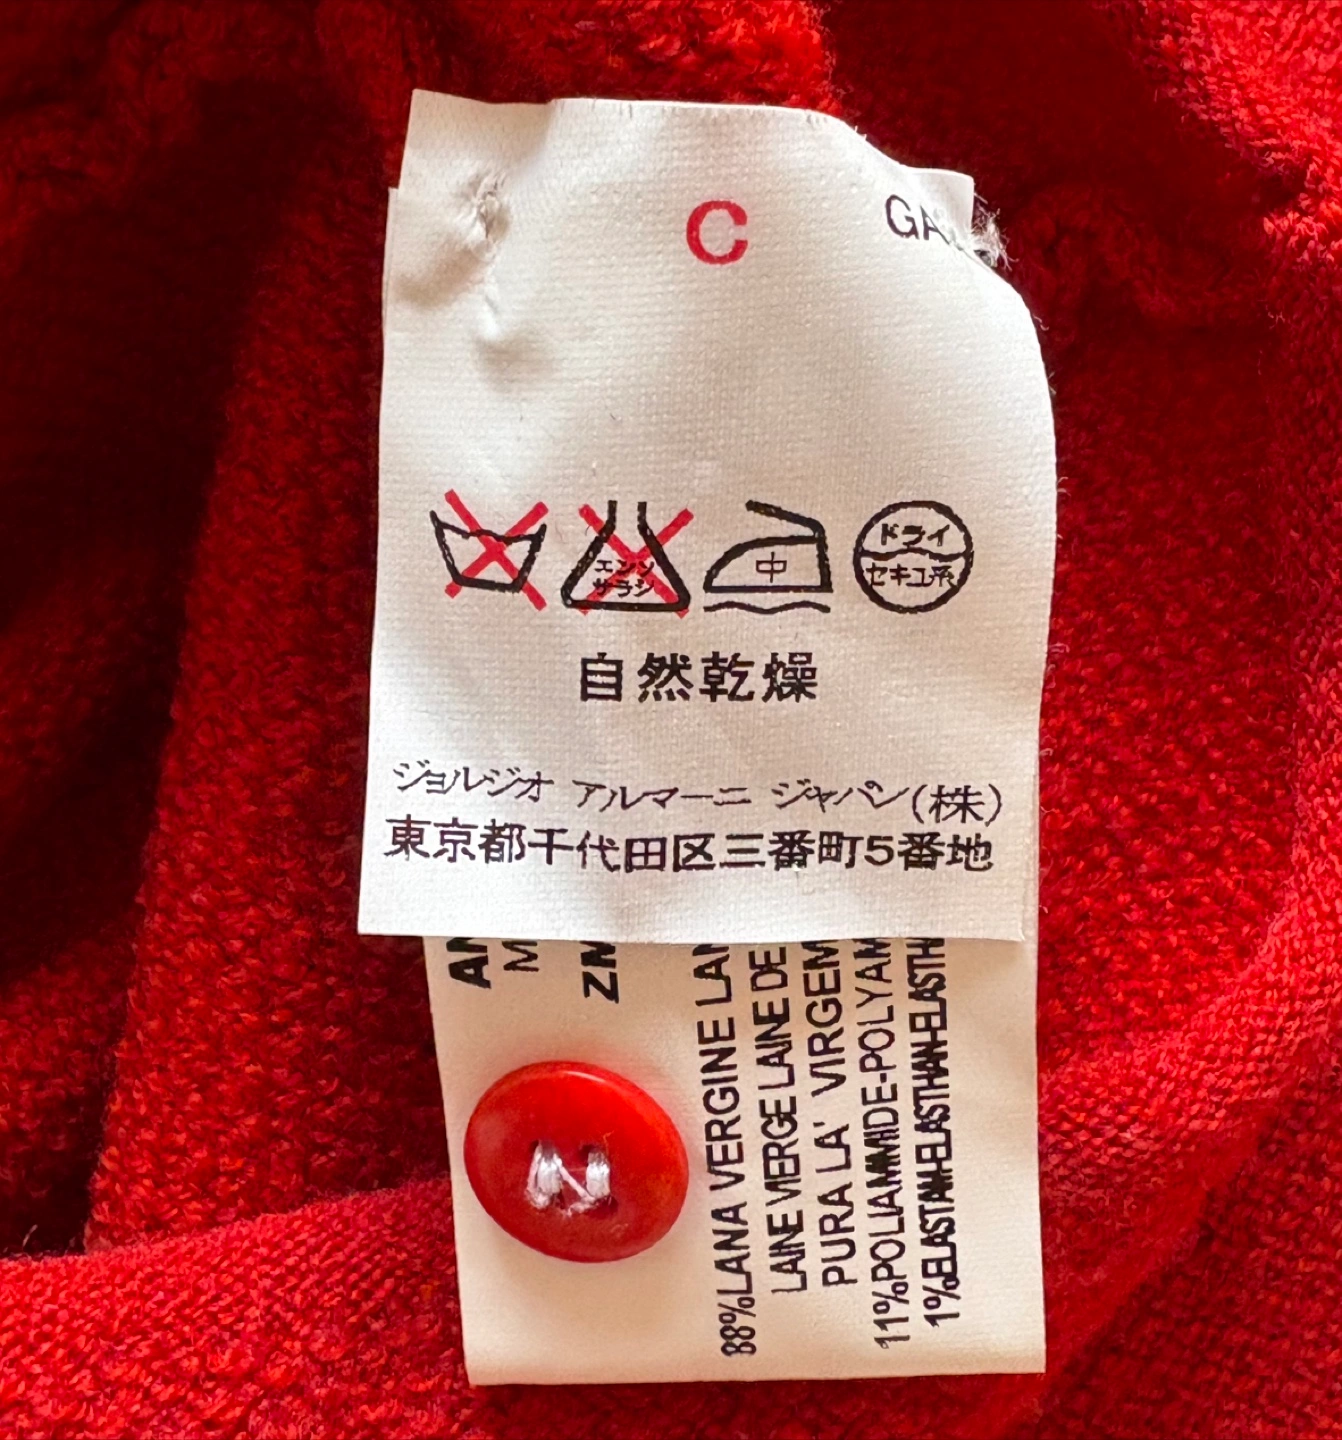 C
GA
エンソ
サラシ
中
ドライ
セキユ系
自然乾燥
ジョルジオ アルマーニ ジャパン(株)
東京都千代田区三番町5番地
AN
M
ZM
88%LANA VERGINE LAN
LAINE VIERGE LAINE DE
PURA LA' VIRGEM
11%POLIAMMIDE-POLYAM
1%ELASTAM-ELASTHAN-ELASTH